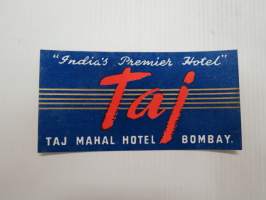 "India's Premier Hotel"
Taj
TAJ MAHAL HOTEL BOMBAY.